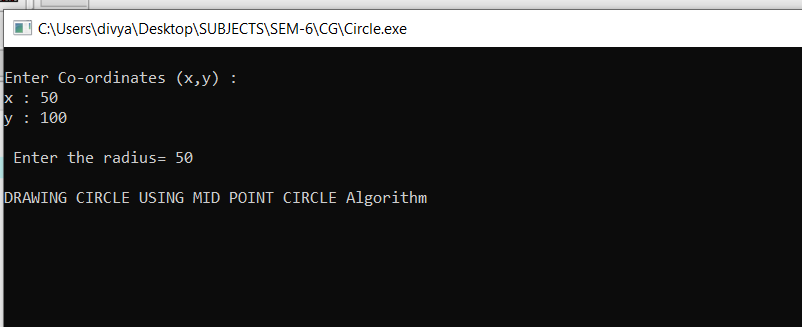 C:\Users\divya\Desktop\SUBJECTS\SEM-6\CG\Circle.exe
Enter Co-ordinates (x,y) :
x : 50
y : 100
Enter the radius= 50
DRAWING CIRCLE USING MID POINT CIRCLE Algorithm